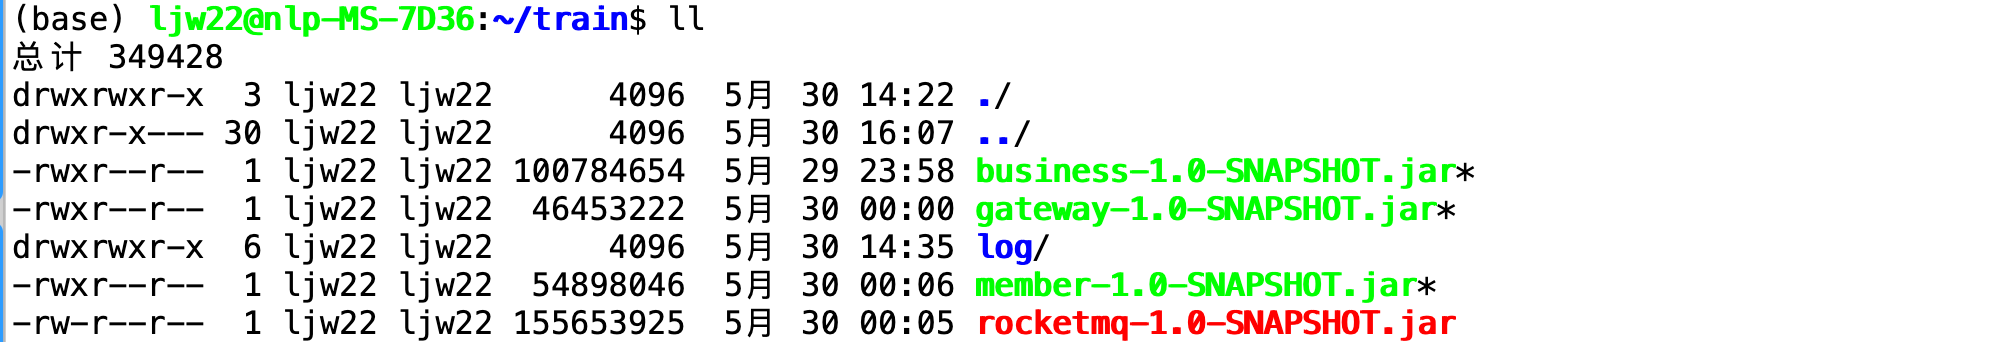 (base) ljw22@nlp-MS-7D36:~/train$ ll
总计 349428
drwxrwxr-x  3 ljw22 ljw22      4096  5月 30 14:22 ./
drwxr-x--- 30 ljw22 ljw22      4096  5月 30 16:07 ../
-rwxr--r--  1 ljw22 ljw22 100784654  5月 29 23:58 business-1.0-SNAPSHOT.jar*
-rwxr--r--  1 ljw22 ljw22  46453222  5月 30 00:00 gateway-1.0-SNAPSHOT.jar*
drwxrwxr-x  6 ljw22 ljw22      4096  5月 30 14:35 log/
-rwxr--r--  1 ljw22 ljw22  54898046  5月 30 00:06 member-1.0-SNAPSHOT.jar*
-rw-r--r--  1 ljw22 ljw22 155653925  5月 30 00:05 rocketmq-1.0-SNAPSHOT.jar